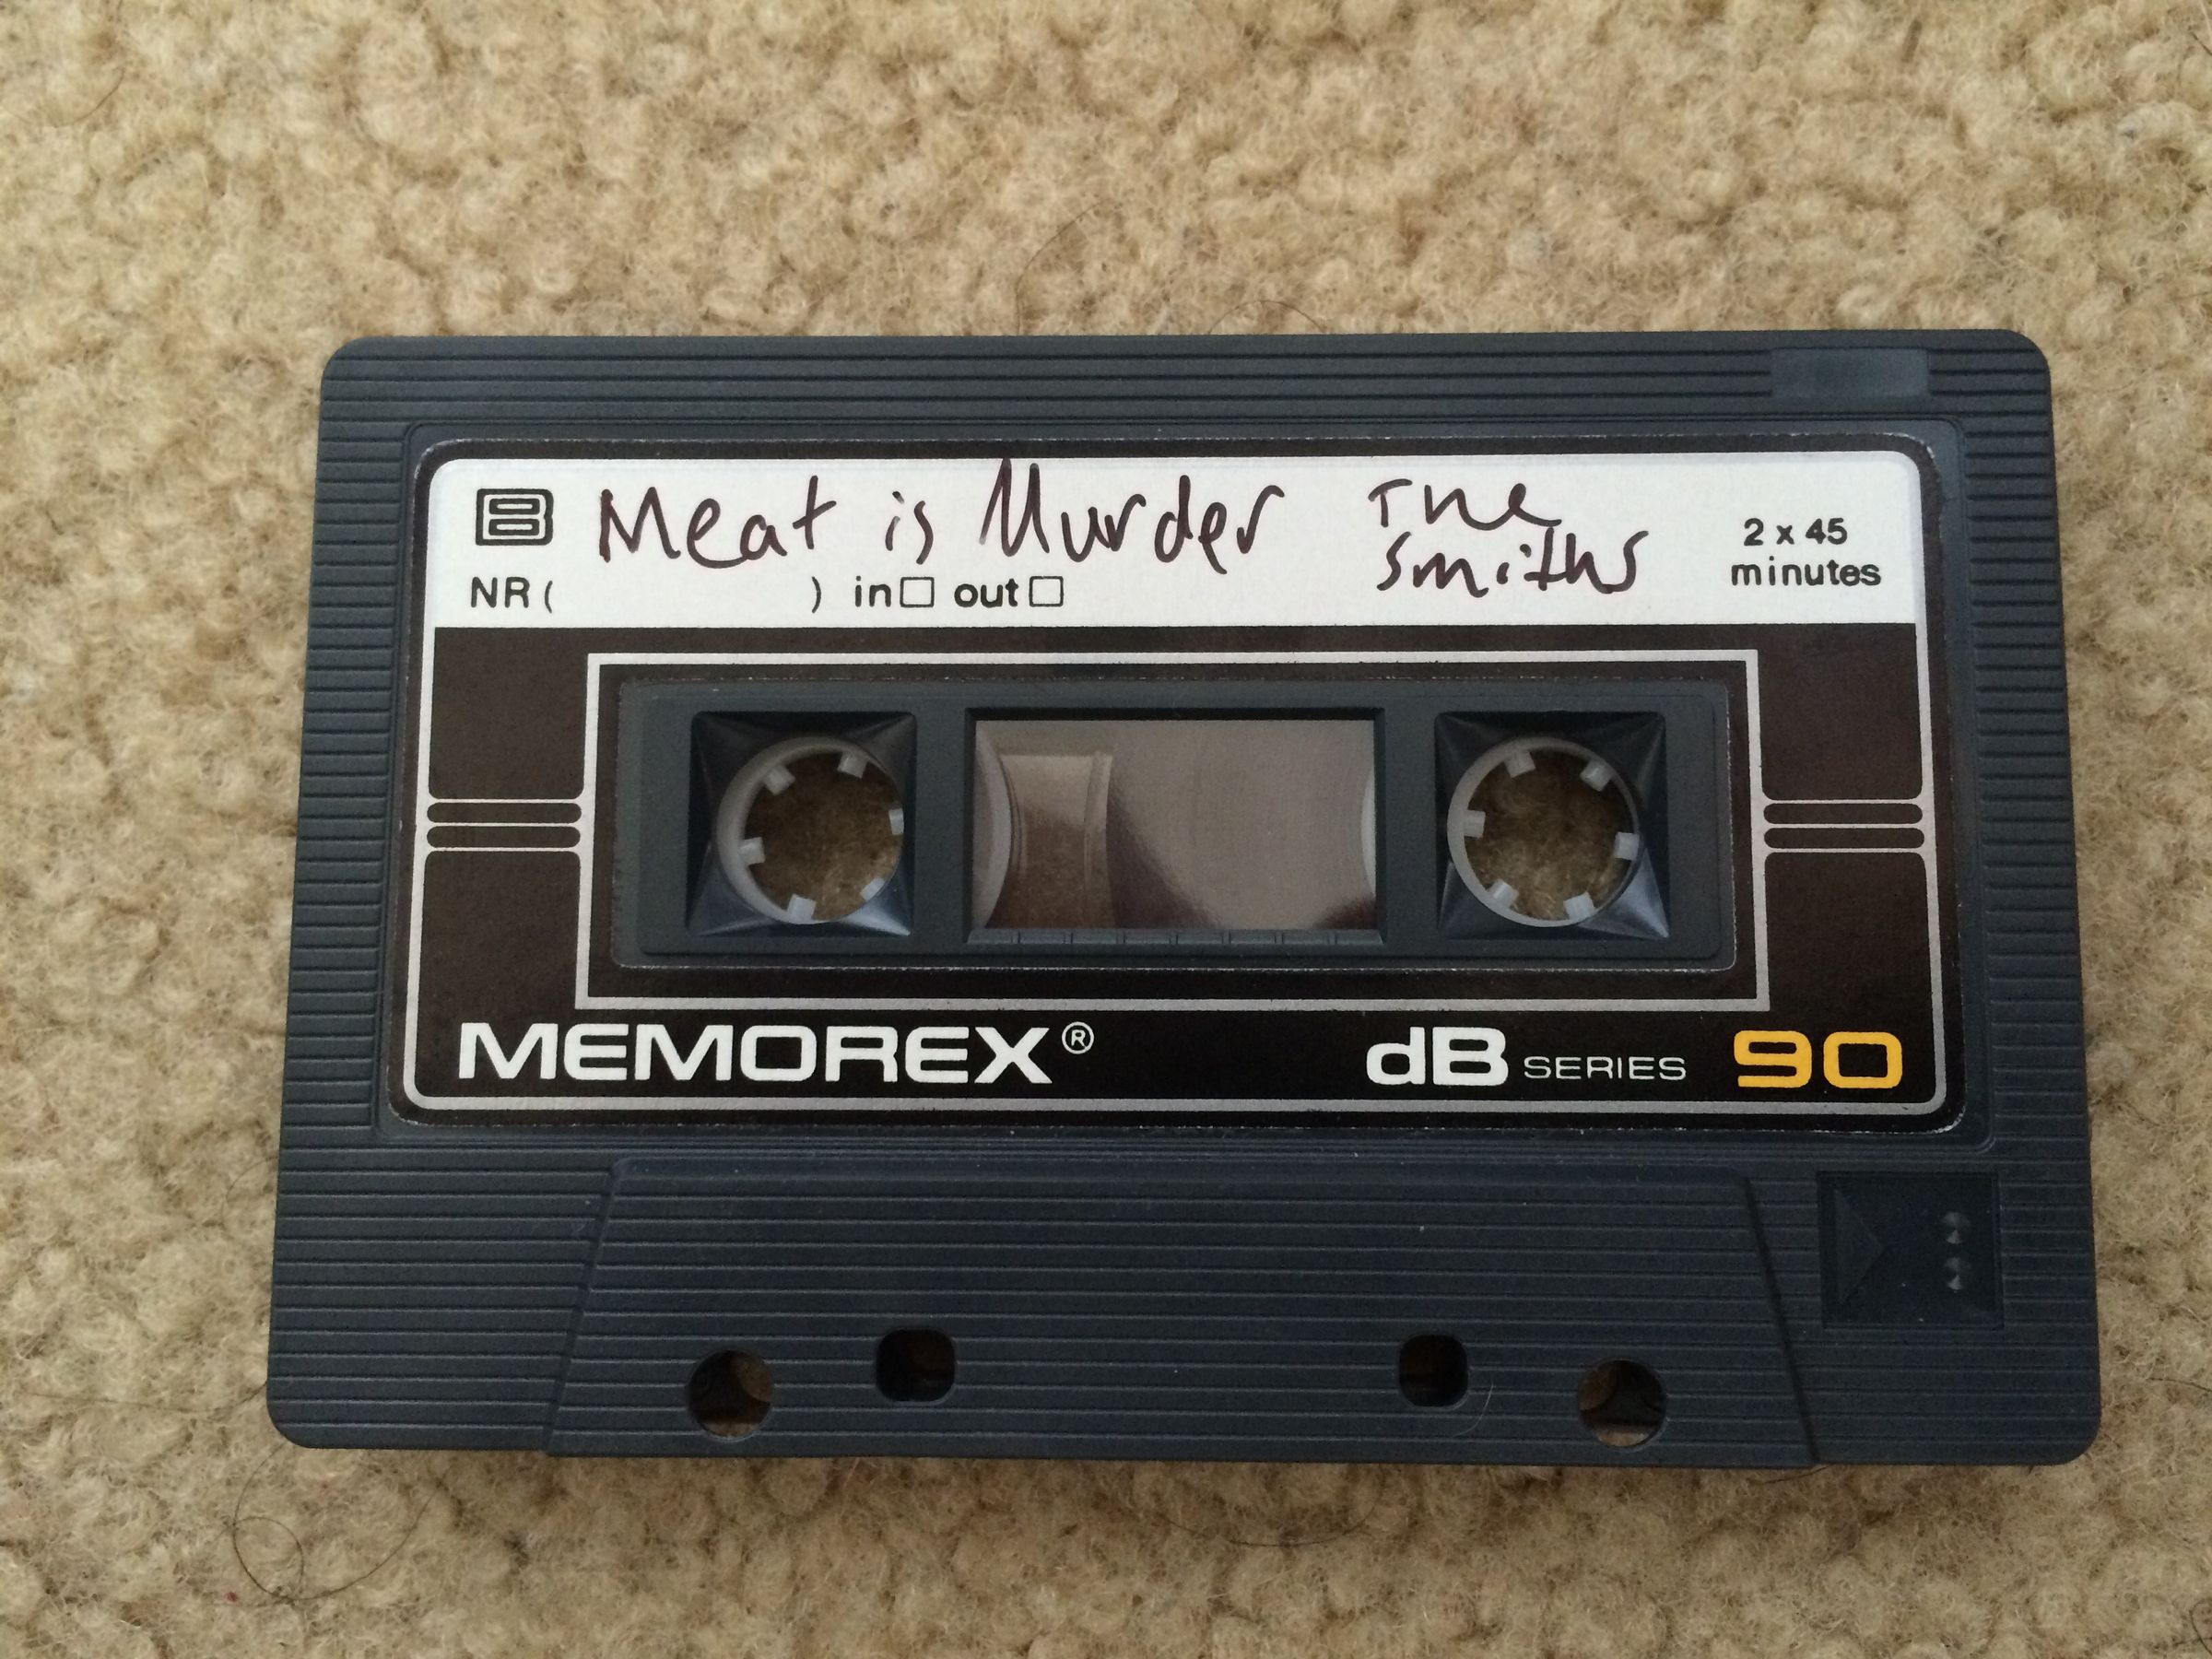 B Meat is Murder The
Smiths
NR ( ) in☐ out☐
2 x 45
minutes
MEMOREX® dB SERIES 90